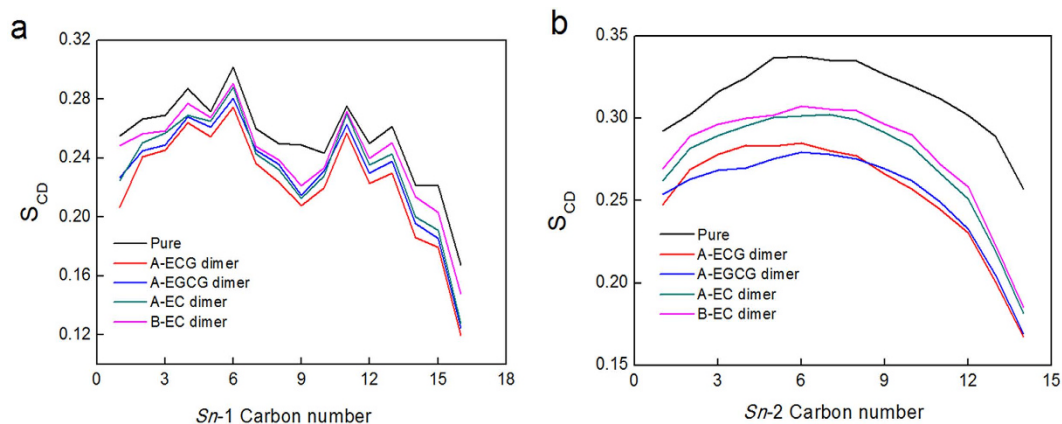 a
0.32
0.28
0.24
0.20
0.16
0.12
S_CD
Pure
A-ECG dimer
A-EGCG dimer
A-EC dimer
B-EC dimer
0 3 6 9 12 15 18
Sn-1 Carbon number
b
0.35
0.30
0.25
0.20
0.15
S_CD
Pure
A-ECG dimer
A-EGCG dimer
A-EC dimer
B-EC dimer
0 3 6 9 12 15
Sn-2 Carbon number